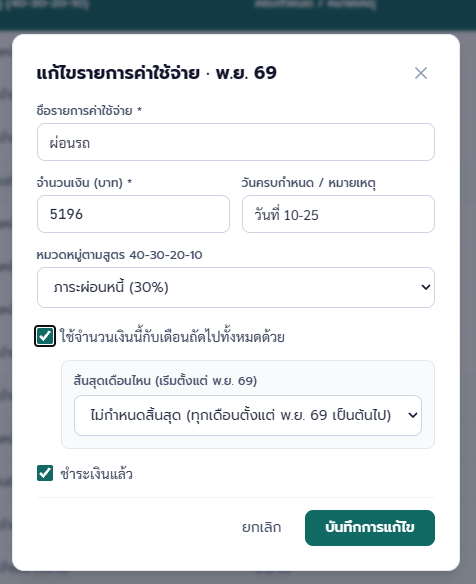 แก้ไขรายการค่าใช้จ่าย · พ.ย. 69
ชื่อรายการค่าใช้จ่าย *
ผ่อนรถ
จำนวนเงิน (บาท) *
วันครบกำหนด / หมายเหตุ
5196
วันที่ 10-25
หมวดหมู่ตามสูตร 40-30-20-10
ภาระผ่อนหนี้ (30%)
ใช้จำนวนเงินนี้กับเดือนถัดไปทั้งหมดด้วย
สิ้นสุดเดือนไหน (เริ่มตั้งแต่ พ.ย. 69)
ไม่กำหนดสิ้นสุด (ทุกเดือนตั้งแต่ พ.ย. 69 เป็นต้นไป)
ชำระเงินแล้ว
ยกเลิก
บันทึกการแก้ไข